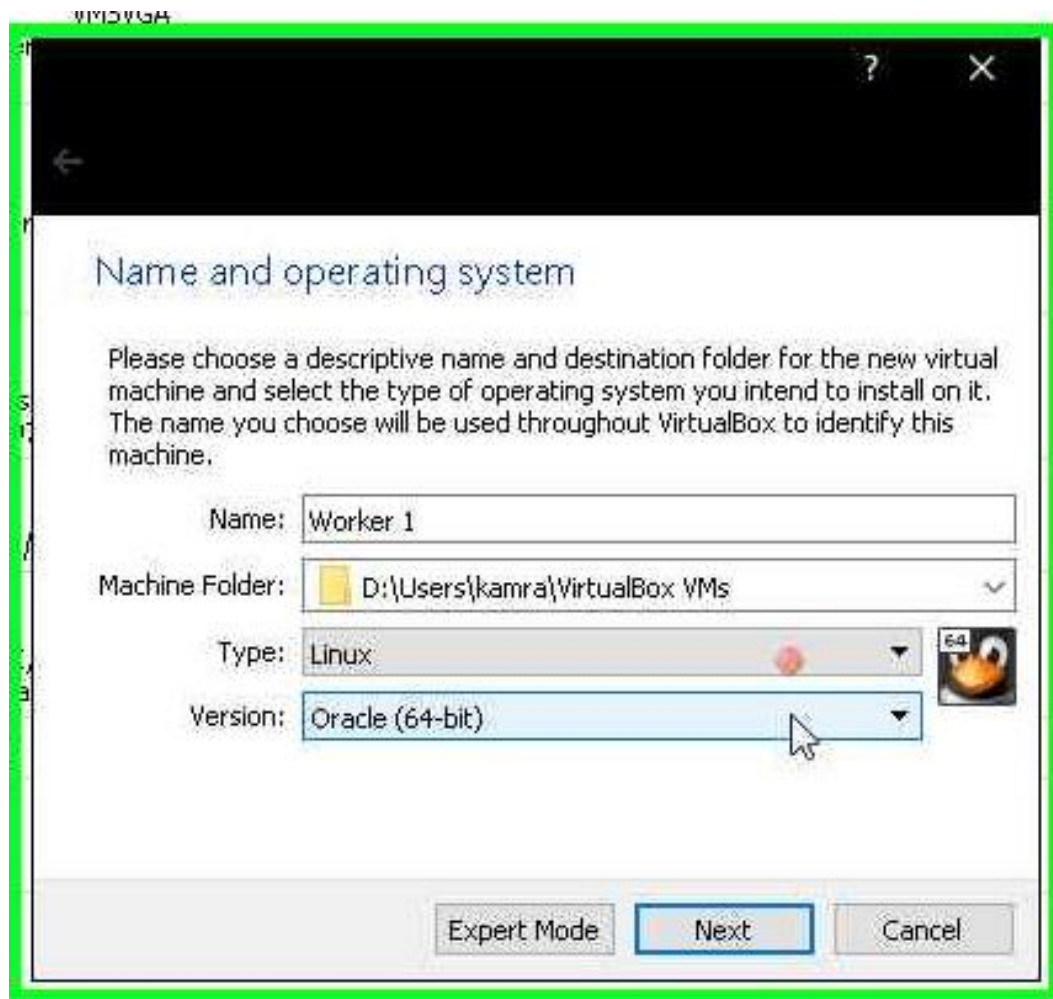 VMSVGA
?
Name and operating system
Please choose a descriptive name and destination folder for the new virtual
machine and select the type of operating system you intend to install on it.
The name you choose will be used throughout VirtualBox to identify this
machine.
Name: Worker 1
Machine Folder: D:\Users\kamra\VirtualBox VMs
Type: Linux
64
Version: Oracle (64-bit)
Expert Mode Next Cancel